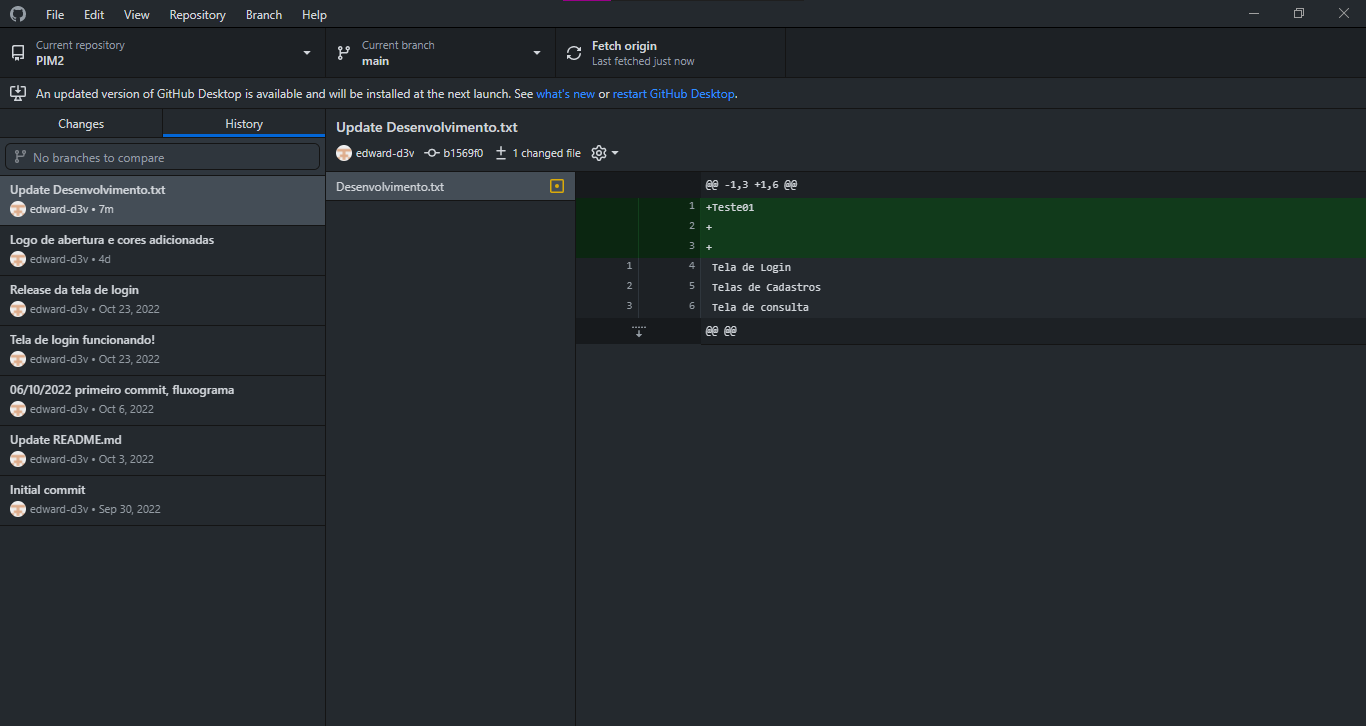 File Edit View Repository Branch Help
Current repository
PIM2
Current branch
main
Fetch origin
Last fetched just now
An updated version of GitHub Desktop is available and will be installed at the next launch. See what's new or restart GitHub Desktop.
Changes
History
No branches to compare
Update Desenvolvimento.txt
edward-d3v • 7m
Logo de abertura e cores adicionadas
edward-d3v • 4d
Release da tela de login
edward-d3v • Oct 23, 2022
Tela de login funcionando!
edward-d3v • Oct 23, 2022
06/10/2022 primeiro commit, fluxograma
edward-d3v • Oct 6, 2022
Update README.md
edward-d3v • Oct 3, 2022
Initial commit
edward-d3v • Sep 30, 2022
Update Desenvolvimento.txt
edward-d3v b1569f0 1 changed file
Desenvolvimento.txt
@@ -1,3 +1,6 @@
1 +Teste01
2 +
3 +
1 4 Tela de Login
2 5 Telas de Cadastros
3 6 Tela de consulta
@@ @@